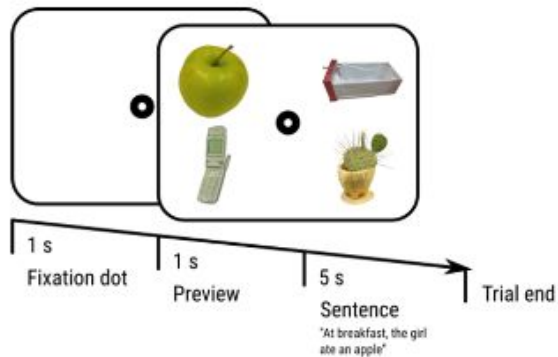 1 s
Fixation dot
1 s
Preview
5 s
Sentence
"At breakfast, the girl
ate an apple"
Trial end